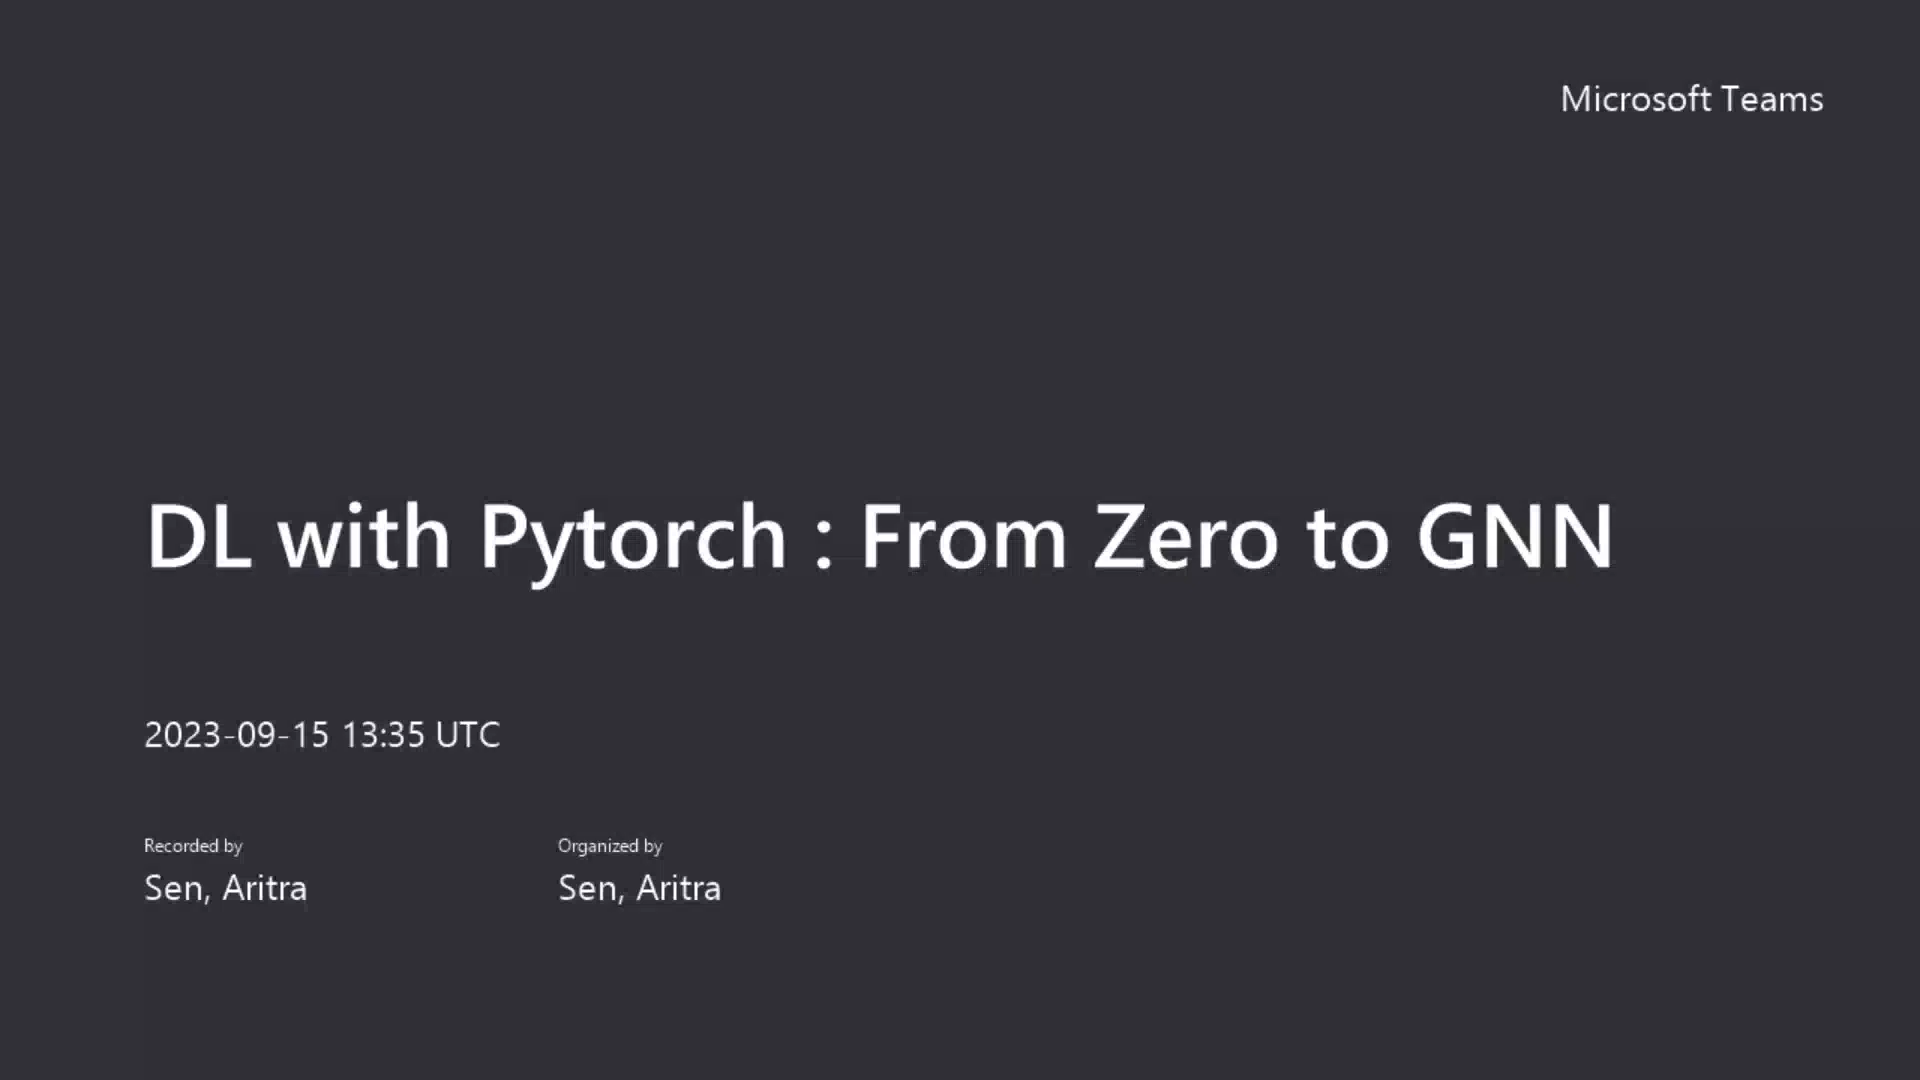 Microsoft Teams
DL with Pytorch : From Zero to GNN
2023-09-15 13:35 UTC
Recorded by
Sen, Aritra
Organized by
Sen, Aritra